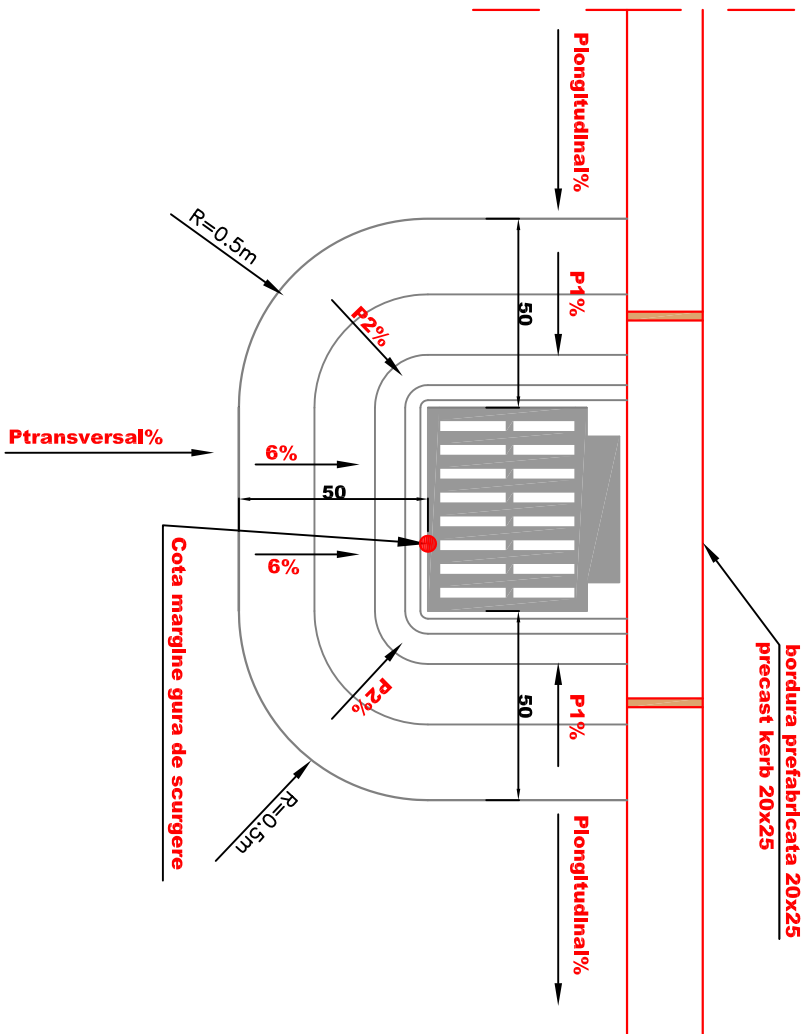 Plongitudinal%
P1%
50
R=0.5m
P2%
Ptransversal%
6%
50
6%
Cota margine gura de scurgere
bordura prefabricata 20x25
precast kerb 20x25
P2%
50
P1%
R=0.5m
Plongitudinal%